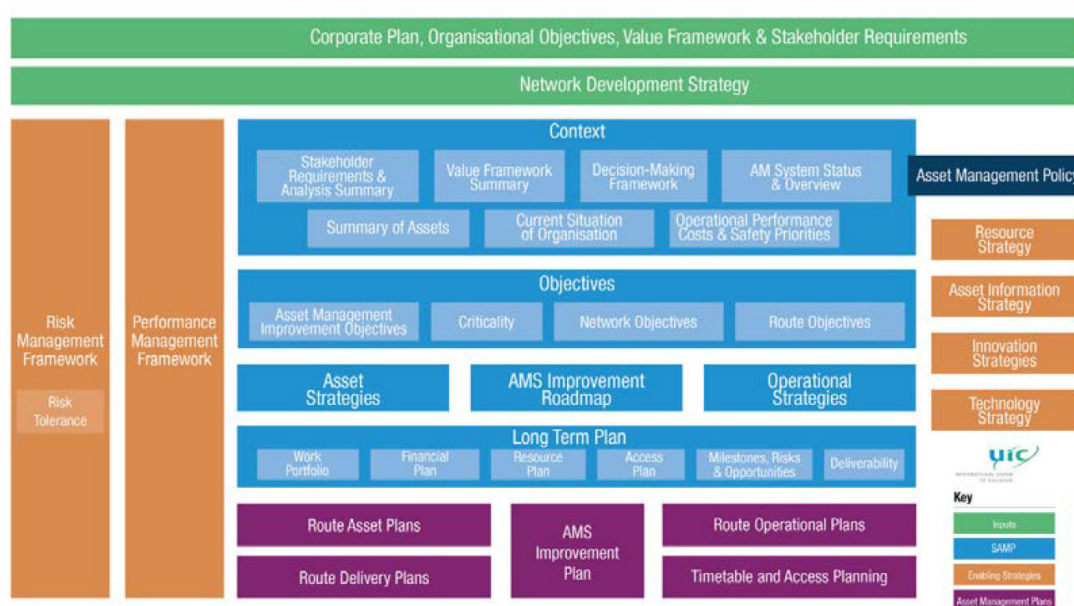 Corporate Plan, Organisational Objectives, Value Framework & Stakeholder Requirements
Network Development Strategy
Risk
Management
Framework
Risk
Tolerance
Performance
Management
Framework
Context
Stakeholder
Requirements &
Analysis Summary
Value Framework
Summary
Decision-Making
Framework
AM System Status
& Overview
Summary of Assets
Current Situation
of Organisation
Operational Performance
Costs & Safety Priorities
Objectives
Asset Management
Improvement Objectives
Criticality
Network Objectives
Route Objectives
Asset
Strategies
AMS Improvement
Roadmap
Operational
Strategies
Long Term Plan
Work
Portfolio
Financial
Plan
Resource
Plan
Access
Plan
Milestones, Risks
& Opportunities
Deliverability
Route Asset Plans
Route Delivery Plans
AMS
Improvement
Plan
Route Operational Plans
Timetable and Access Planning
Asset Management Policy
Resource
Strategy
Asset Information
Strategy
Innovation
Strategies
Technology
Strategy
uic
INTERNATIONAL UNION
OF RAILWAYS
Key
Inputs
SAMP
Enabling Strategies
Asset Management Plans